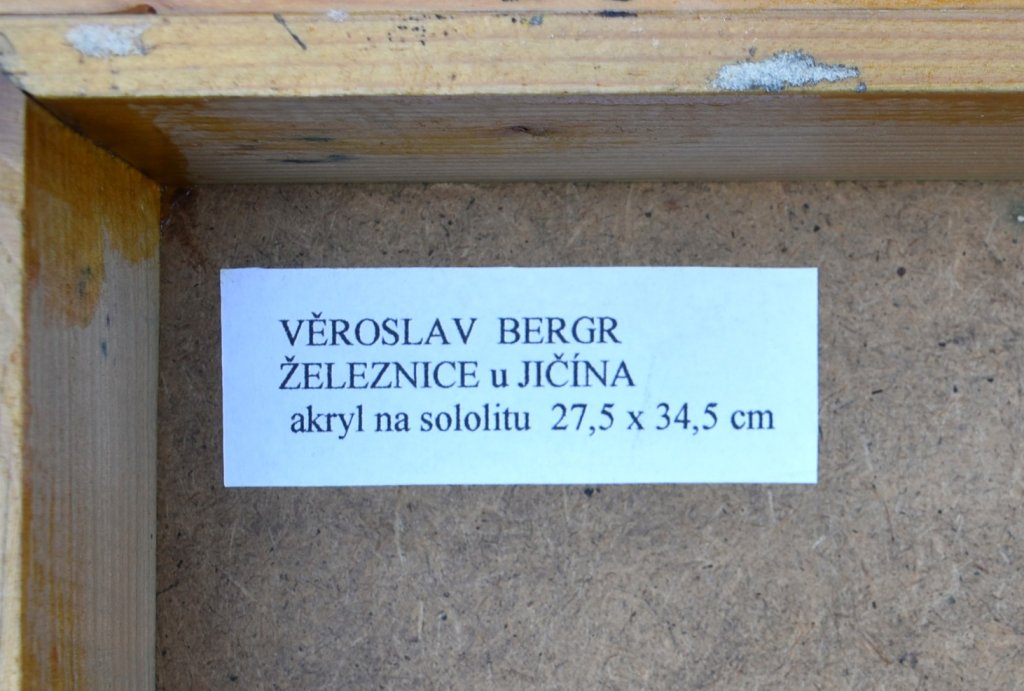 VĚROSLAV BERGR
ŽELEZNICE u JIČÍNA
akryl na sololitu 27,5 x 34,5 cm